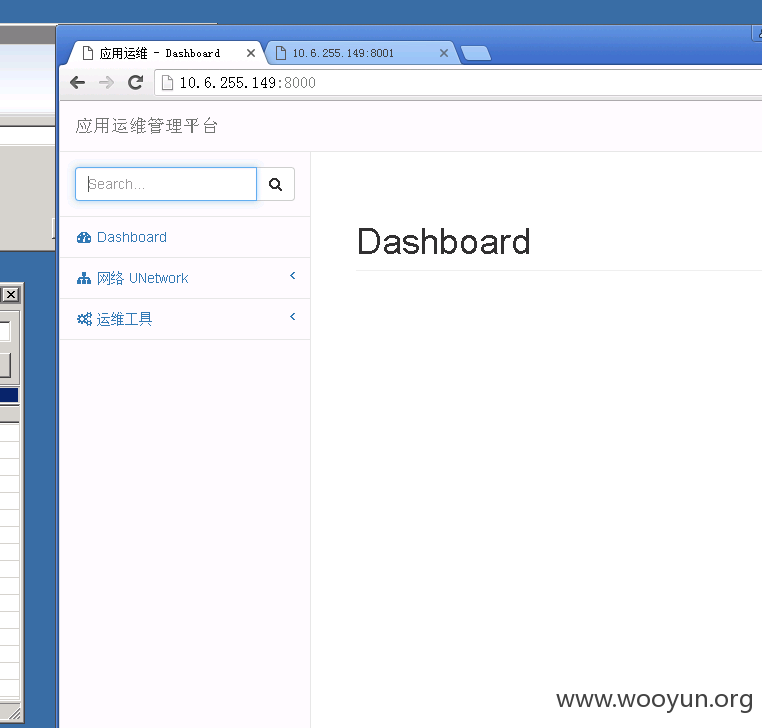 应用运维 - Dashboard
10.6.255.149:8001
10.6.255.149:8000
应用运维管理平台
Search...
Dashboard
网络 UNetwork
运维工具
Dashboard
www.wooyun.org